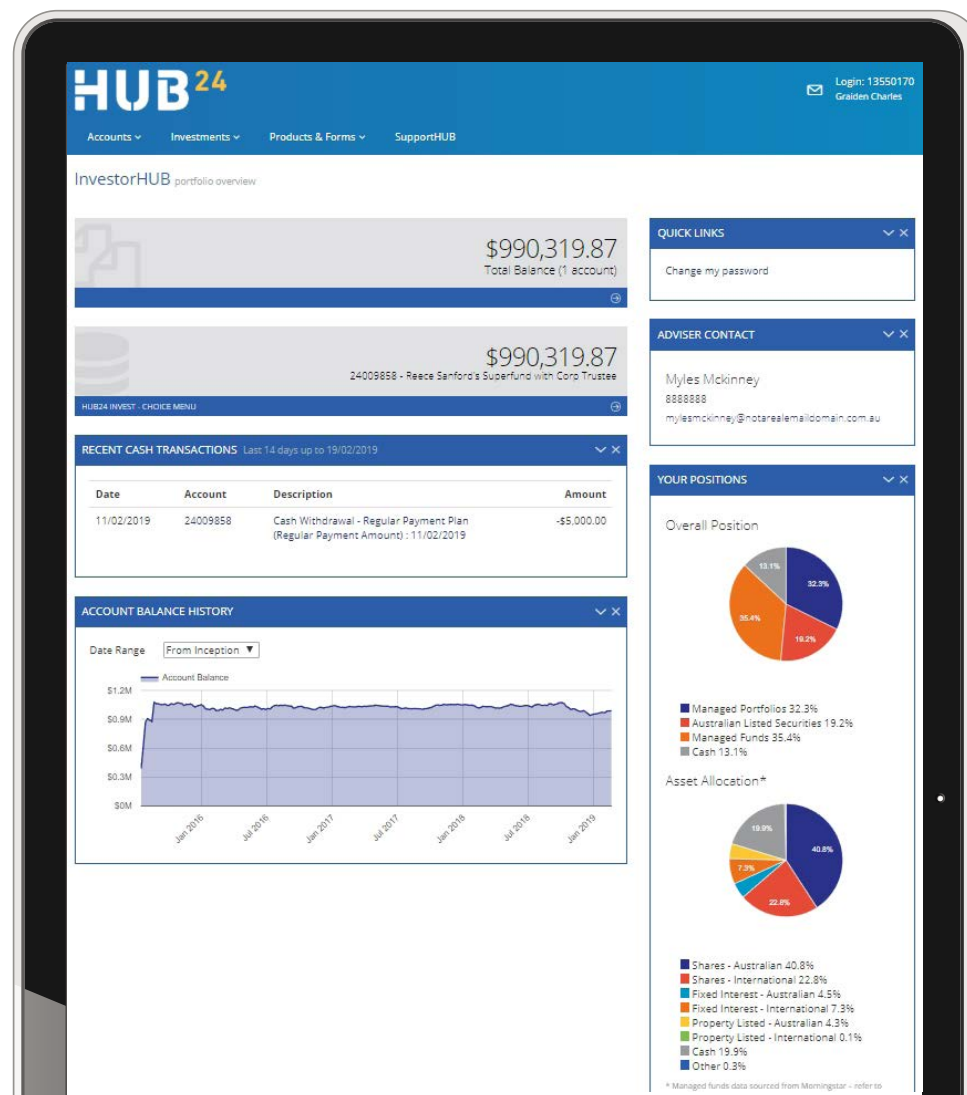 HUB24
Login: 13550170
Graiden Charles
Accounts
Investments
Products & Forms
SupportHUB
InvestorHUB portfolio overview
$990,319.87
Total Balance (1 account)
$990,319.87
24009858 - Reece Sanford's Superfund with Corp Trustee
HUB24 INVEST - CHOICE MENU
RECENT CASH TRANSACTIONS Last 14 days up to 19/02/2019
Date Account Description Amount
11/02/2019 24009858 Cash Withdrawal - Regular Payment Plan -$5,000.00
(Regular Payment Amount) : 11/02/2019
ACCOUNT BALANCE HISTORY
Date Range From Inception
Account Balance
$1.2M
$0.9M
$0.6M
$0.3M
$0M
Jan 2016
Jul 2016
Jan 2017
Jul 2017
Jan 2018
Jul 2018
Jan 2019
QUICK LINKS
Change my password
ADVISER CONTACT
Myles Mckinney
8888888
mylesmckinney@notarealemaildomain.com.au
YOUR POSITIONS
Overall Position
13.1%
32.3%
35.4%
19.2%
Managed Portfolios 32.3%
Australian Listed Securities 19.2%
Managed Funds 35.4%
Cash 13.1%
Asset Allocation*
19.9%
40.8%
7.3%
22.8%
Shares - Australian 40.8%
Shares - International 22.8%
Fixed Interest - Australian 4.5%
Fixed Interest - International 7.3%
Property Listed - Australian 4.3%
Property Listed - International 0.1%
Cash 19.9%
Other 0.3%
* Managed funds data sourced from Morningstar – refer to